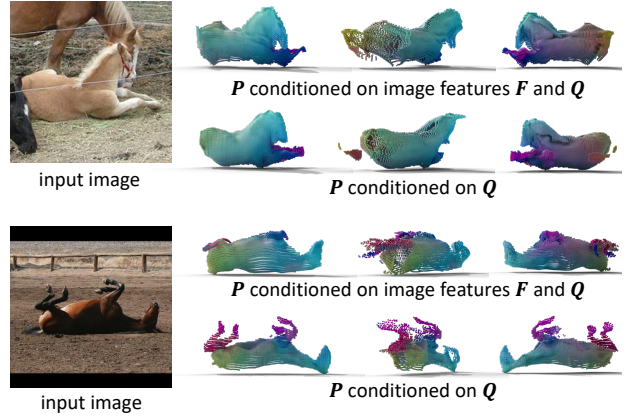 P conditioned on image features F and Q
input image
P conditioned on Q
P conditioned on image features F and Q
input image
P conditioned on Q